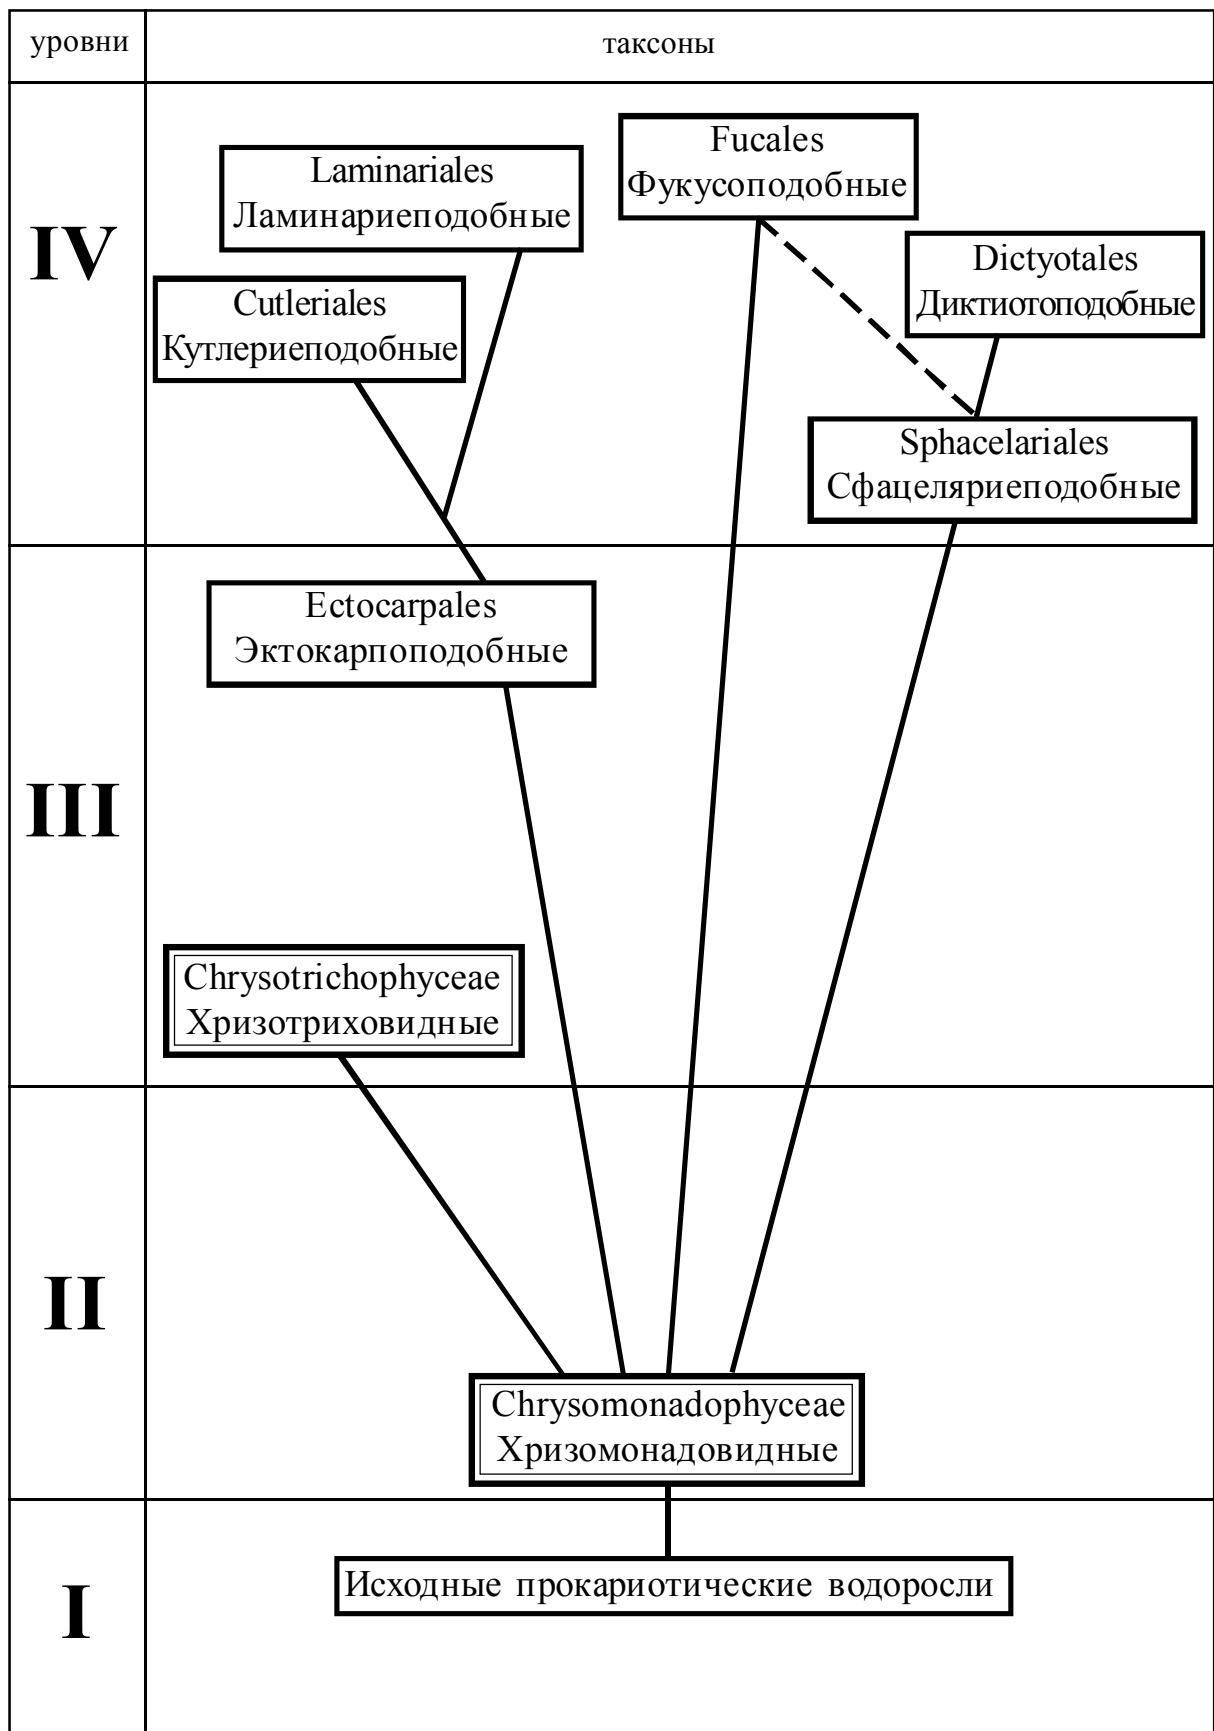 уровни
таксоны
IV
Laminariales
Ламинариеподобные
Fucales
Фукусоподобные
Cutleriales
Кутлериеподобные
Dictyotales
Диктиотоподобные
Sphacelariales
Сфацеляриеподобные
III
Ectocarpales
Эктокарпоподобные
Chrysotrichophyceae
Хризотриховидные
II
Chrysomonadophyceae
Хризомонадовидные
I
Исходные прокариотические водоросли